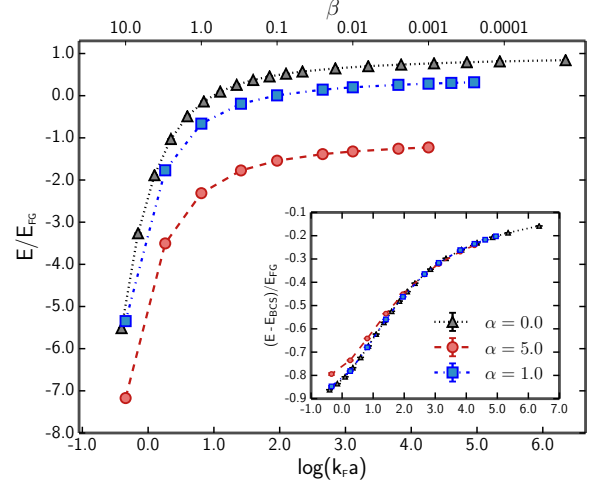 β
10.0 1.0 0.1 0.01 0.001 0.0001
1.0
0.0
-1.0
-2.0
-3.0
-4.0
-5.0
-6.0
-7.0
-8.0
E/E_FG
-1.0 0.0 1.0 2.0 3.0 4.0 5.0 6.0
log(k_F a)
-0.1
-0.2
-0.3
-0.4
-0.5
-0.6
-0.7
-0.8
-0.9
(E - E_BCS)/E_FG
-1.0 0.0 1.0 2.0 3.0 4.0 5.0 6.0 7.0
α = 0.0
α = 5.0
α = 1.0